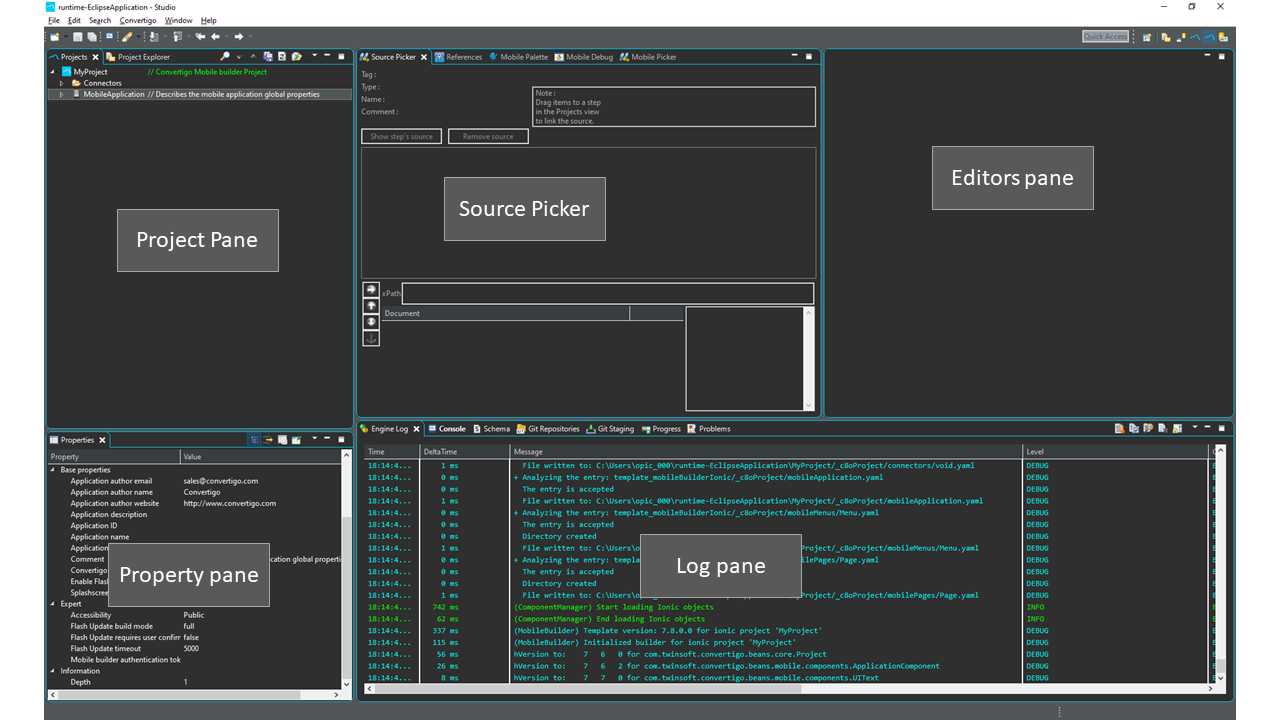 runtime-EclipseApplication - Studio
File Edit Search Convertigo Window Help
Quick Access
Projects Project Explorer
MyProject // Convertigo Mobile builder Project
Connectors
MobileApplication // Describes the mobile application global properties
Project Pane
Source Picker References Mobile Palette Mobile Debug Mobile Picker
Tag :
Type :
Name :
Comment :
Note :
Drag items to a step
in the Projects view
to link the source.
Show step's source Remove source
Source Picker
xPath
Document
Editors pane
Properties
Property Value
Base properties
Application author email sales@convertigo.com
Application author name Convertigo
Application author website http://www.convertigo.com
Application description
Application ID
Application name
Application
Comment cation global properti
Convertigo
Enable Flas
Splashscree
Property pane
Expert
Accessibility Public
Flash Update build mode full
Flash Update requires user confirr false
Flash Update timeout 5000
Mobile builder authentication tok
Information
Depth 1
Engine Log Console Schema Git Repositories Git Staging Progress Problems
Time DeltaTime Message Level
18:14:4... 1 ms File written to: C:\Users\opic_000\runtime-EclipseApplication\MyProject/_c8oProject/connectors/void.yaml DEBUG
18:14:4... 0 ms + Analyzing the entry: template_mobileBuilderIonic/_c8oProject/mobileApplication.yaml DEBUG
18:14:4... 0 ms The entry is accepted DEBUG
18:14:4... 1 ms File written to: C:\Users\opic_000\runtime-EclipseApplication\MyProject/_c8oProject/mobileApplication.yaml DEBUG
18:14:4... 0 ms + Analyzing the entry: template_mobileBuilderIonic/_c8oProject/mobileMenus/Menu.yaml DEBUG
18:14:4... 0 ms The entry is accepted DEBUG
18:14:4... 0 ms Directory created DEBUG
18:14:4... 1 ms File written to: C:\Users\o Project/_c8oProject/mobileMenus/Menu.yaml DEBUG
18:14:4... 0 ms + Analyzing the entry: temp ilePages/Page.yaml DEBUG
18:14:4... 0 ms The entry is accepted DEBUG
18:14:4... 0 ms Directory created DEBUG
18:14:4... 1 ms File written to: C:\Users\o Project/_c8oProject/mobilePages/Page.yaml DEBUG
Log pane
18:14:4... 742 ms (ComponentManager) Start loading Ionic objects INFO
18:14:4... 62 ms (ComponentManager) End loading Ionic objects INFO
18:14:4... 337 ms (MobileBuilder) Template version: 7.8.0.0 for ionic project 'MyProject' DEBUG
18:14:4... 115 ms (MobileBuilder) Initialized builder for ionic project 'MyProject' DEBUG
18:14:4... 56 ms hVersion to: 7 6 0 for com.twinsoft.convertigo.beans.core.Project DEBUG
18:14:4... 26 ms hVersion to: 7 6 2 for com.twinsoft.convertigo.beans.mobile.components.ApplicationComponent DEBUG
18:14:4... 8 ms hVersion to: 7 7 0 for com.twinsoft.convertigo.beans.mobile.components.UIText DEBUG